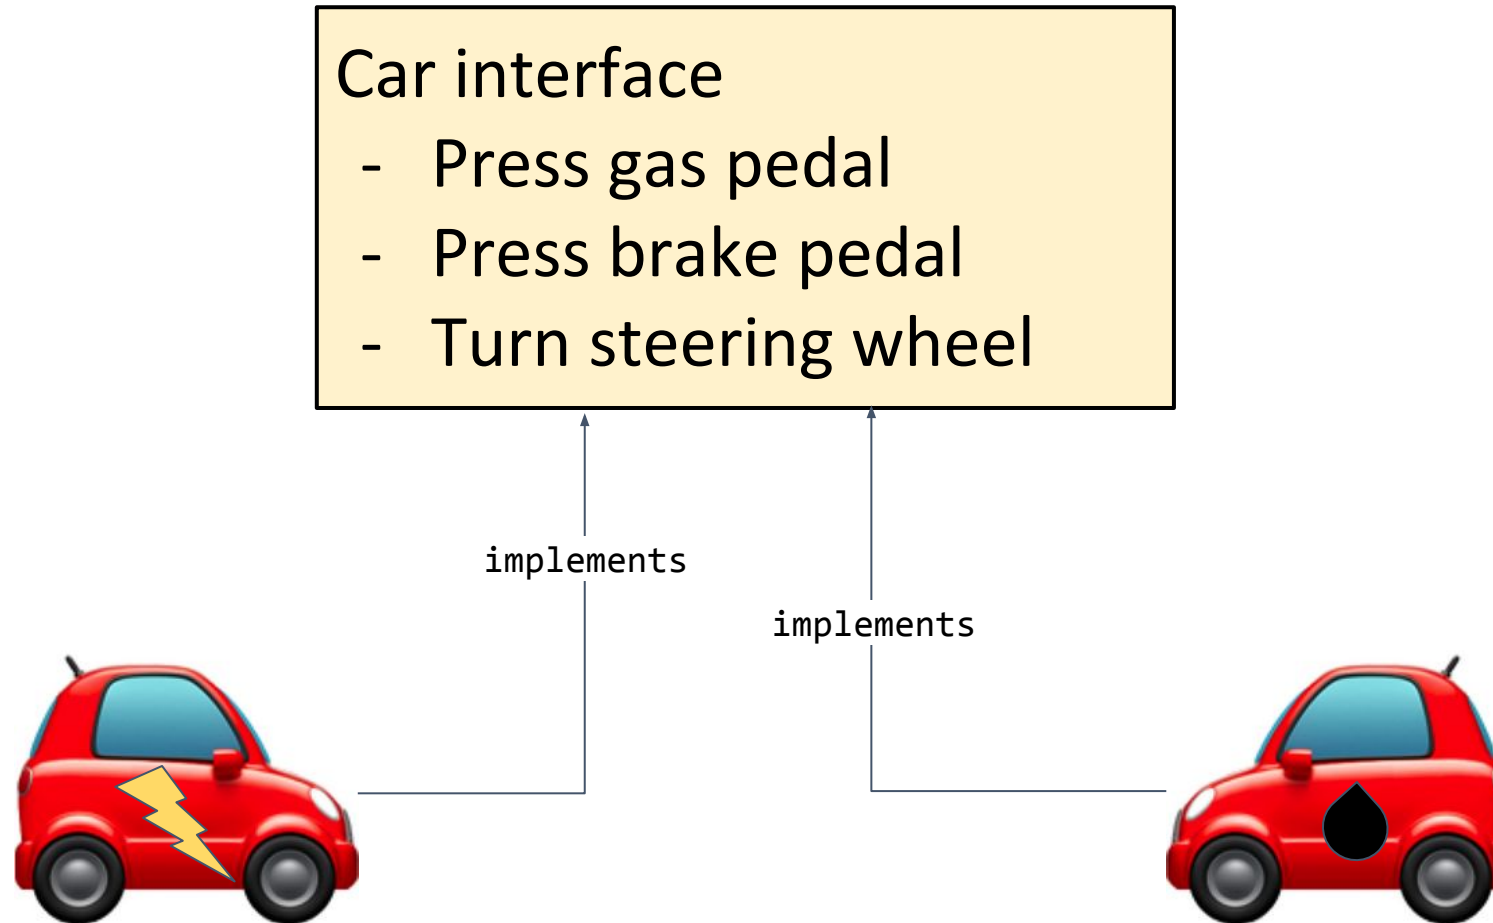 Car interface
- Press gas pedal
- Press brake pedal
- Turn steering wheel
implements
implements